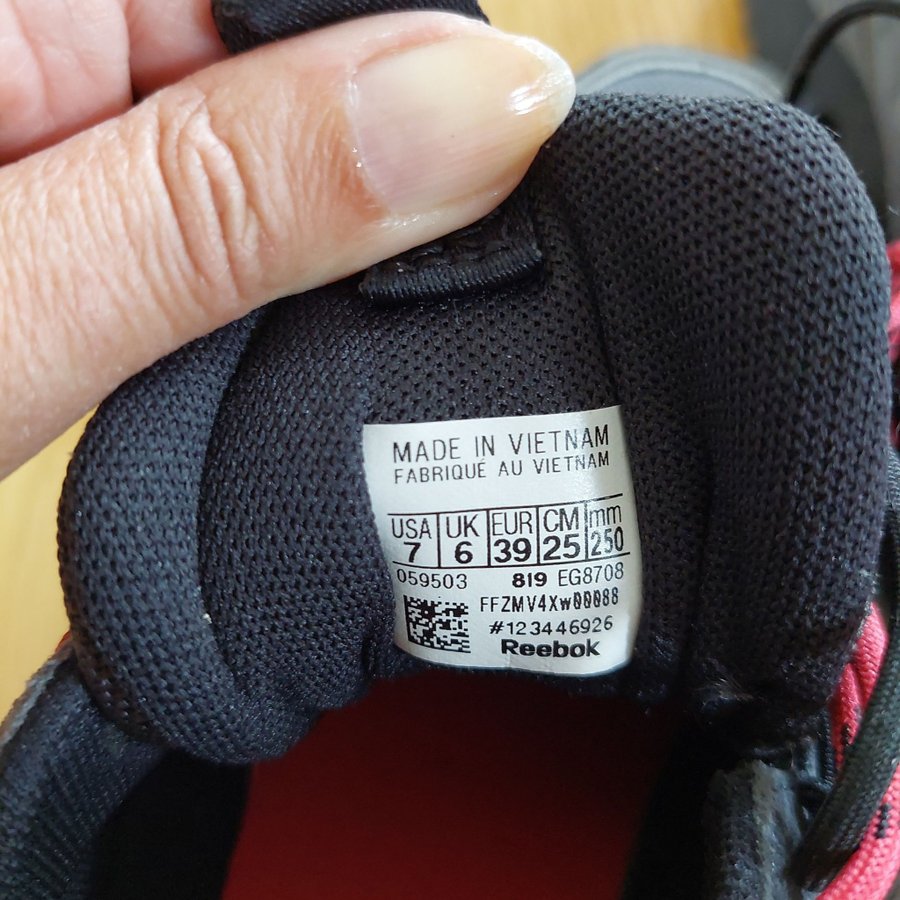 MADE IN VIETNAM
FABRIQUÉ AU VIETNAM
USA UK EUR CM mm
7 6 39 25 250
059503 819 EG8708
FFZMV4Xw00088
#123446926
Reebok